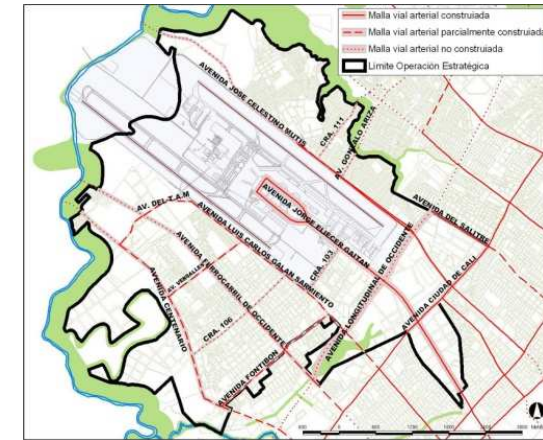 Malla vial arterial construiada
Malla vial arterial parcialmente construiada
Malla vial arterial no construiada
Limite Operación Estratégica
AVENIDA JOSE CELESTINO MUTIS
CRA. 111
AV. GONZALO ARIZA
AVENIDA JORGE ELIECER GAITAN
AVENIDA DEL SALITRE
AV. DEL T.A.M
AVENIDA LUIS CARLOS GALAN SARMIENTO
CRA. 103
AVENIDA LONGITUDINAL DE OCCIDENTE
AVENIDA CIUDAD DE CALI
AVENIDA FERROCARRIL DE OCCIDENTE
AV. VERSALLES
AVENIDA CENTENARIO
CRA. 106
AVENIDA FONTIBON